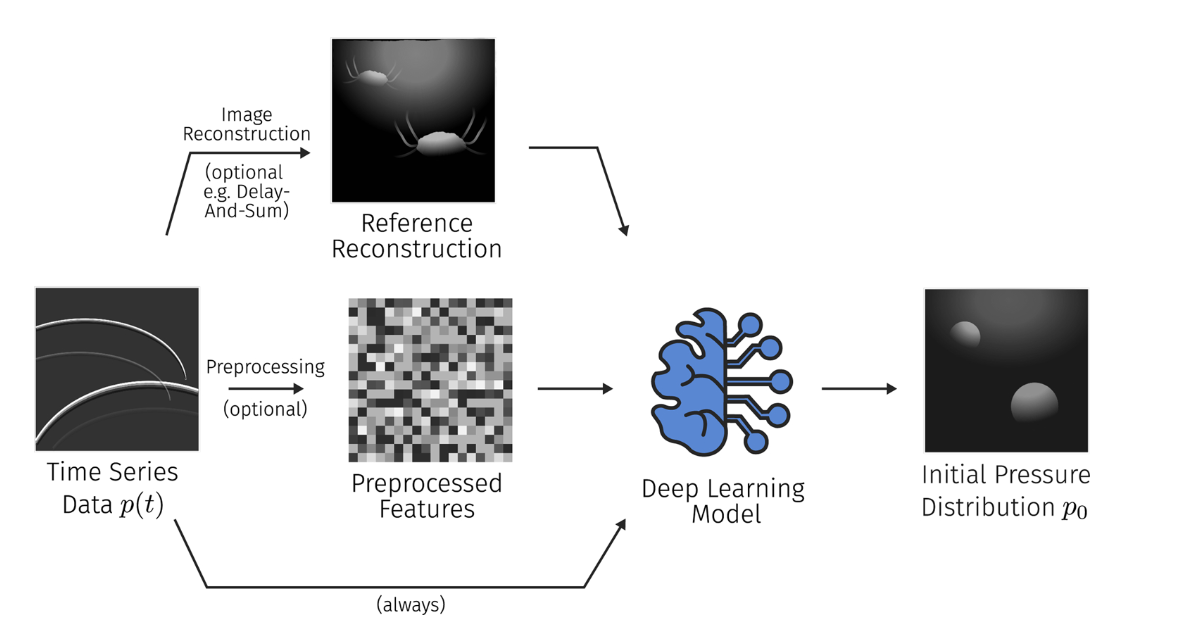 Image
Reconstruction
(optional
e.g. Delay-
And-Sum)
Reference
Reconstruction
Time Series
Data p(t)
Preprocessing
(optional)
Preprocessed
Features
Deep Learning
Model
Initial Pressure
Distribution p₀
(always)